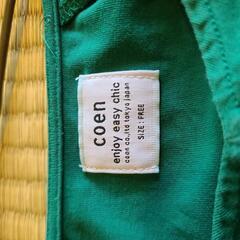 coen
enjoy easy chic
coen co.,ltd tokyo japan
SIZE : FREE